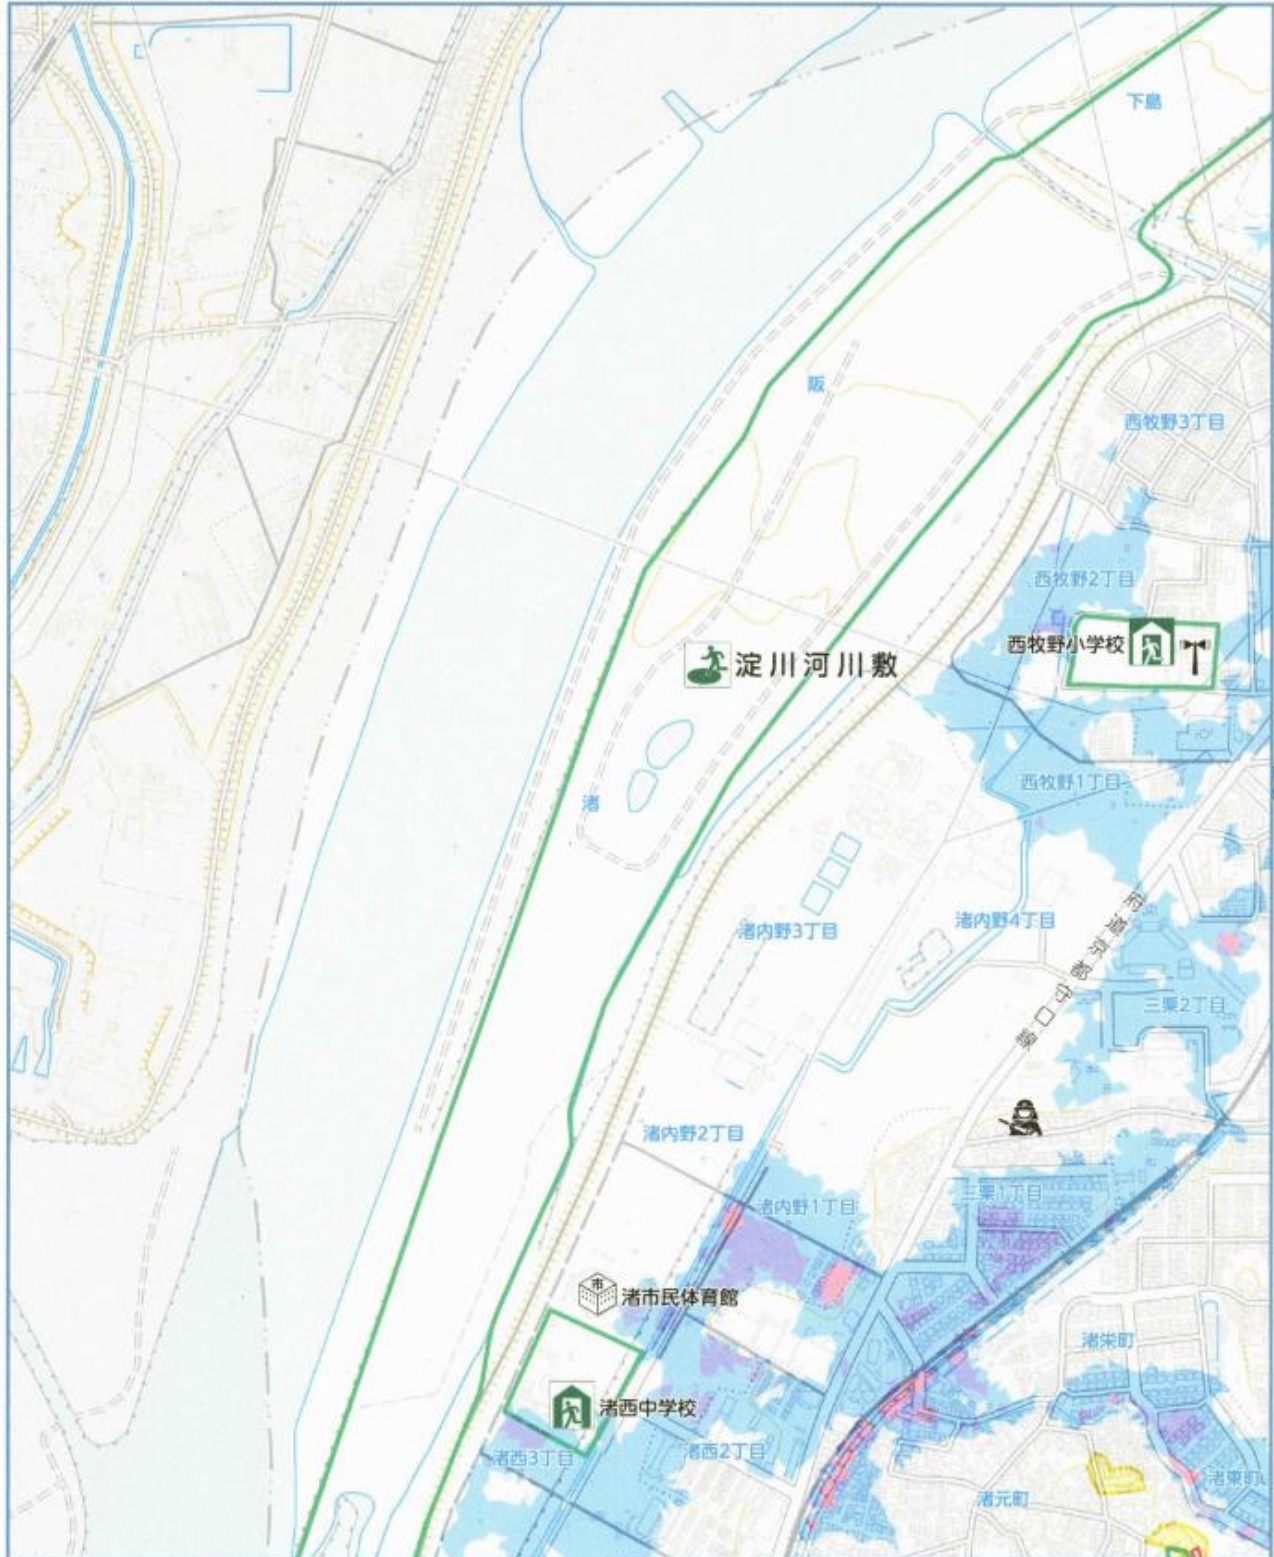 下島
阪
西牧野3丁目
西牧野2丁目
西牧野小学校
淀川河川敷
西牧野1丁目
渚
府道京都守口線
渚内野3丁目
渚内野4丁目
三栗2丁目
渚内野2丁目
三栗1丁目
渚内野1丁目
市
渚市民体育館
渚栄町
渚西中学校
渚西3丁目
渚西2丁目
渚東町
渚元町